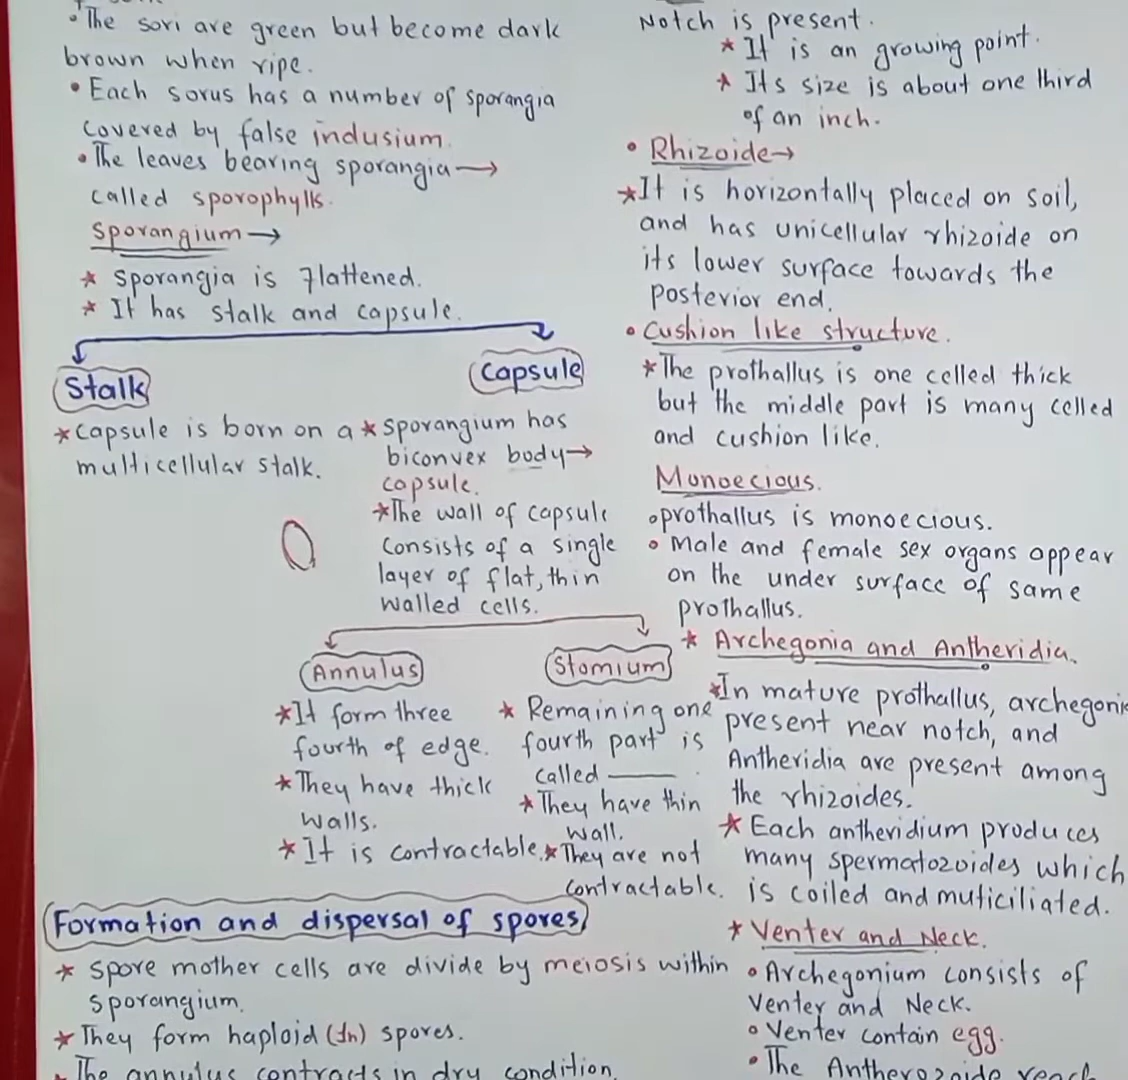 • The sori are green but become dark
brown when ripe.
• Each sorus has a number of sporangia
covered by false indusium.
• The leaves bearing sporangia →
called sporophylls.
Sporangium →
* Sporangia is flattened.
* It has stalk and capsule.
Stalk
* Capsule is born on a
multicellular stalk.
Capsule
* Sporangium has
biconvex body →
capsule.
* The wall of capsule
consists of a single
layer of flat, thin
walled cells.
Annulus
* It form three
fourth of edge.
* They have thick
walls.
* It is contractable.
Stomium
* Remaining one
fourth part is
called ——.
* They have thin
wall.
* They are not
contractable.
Formation and dispersal of spores
* Spore mother cells are divide by meiosis within
sporangium.
* They form haploid (1n) spores.
* The annulus contracts in dry condition.
Notch is present.
* It is an growing point.
* Its size is about one third
of an inch.
• Rhizoide →
* It is horizontally placed on soil,
and has unicellular rhizoide on
its lower surface towards the
posterior end.
• Cushion like structure.
* The prothallus is one celled thick
but the middle part is many celled
and cushion like.
Monoecious.
• prothallus is monoecious.
• Male and female sex organs appear
on the under surface of same
prothallus.
* Archegonia and Antheridia.
* In mature prothallus, archegonia
present near notch, and
Antheridia are present among
the rhizoides.
* Each antheridium produces
many spermatozoides which
is coiled and muticiliated.
* Venter and Neck.
• Archegonium consists of
Venter and Neck.
• Venter contain egg.
• The Antherozoide reach